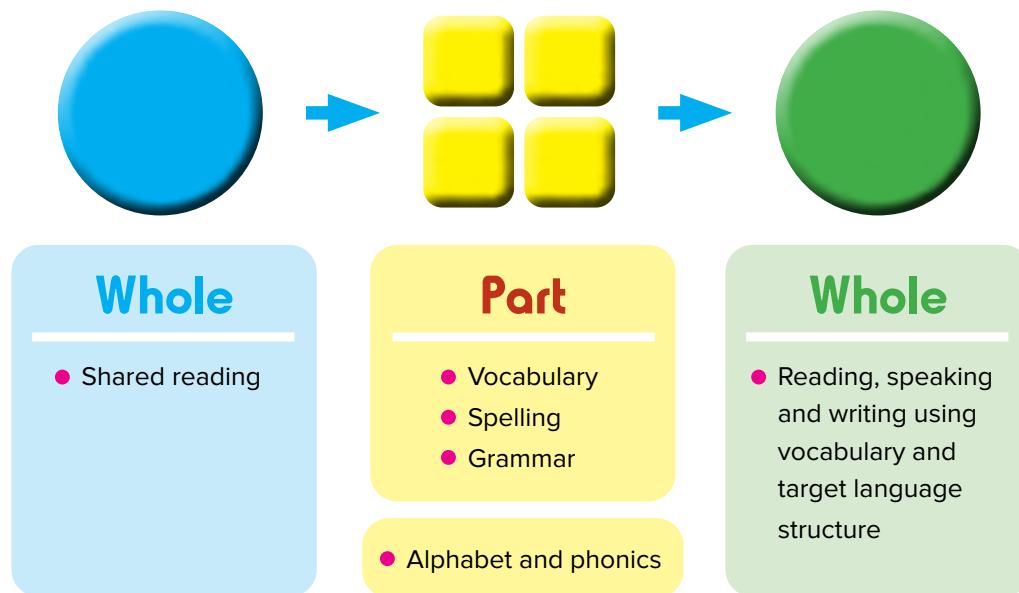 Whole
● Shared reading
Part
● Vocabulary
● Spelling
● Grammar
● Alphabet and phonics
Whole
● Reading, speaking
and writing using
vocabulary and
target language
structure